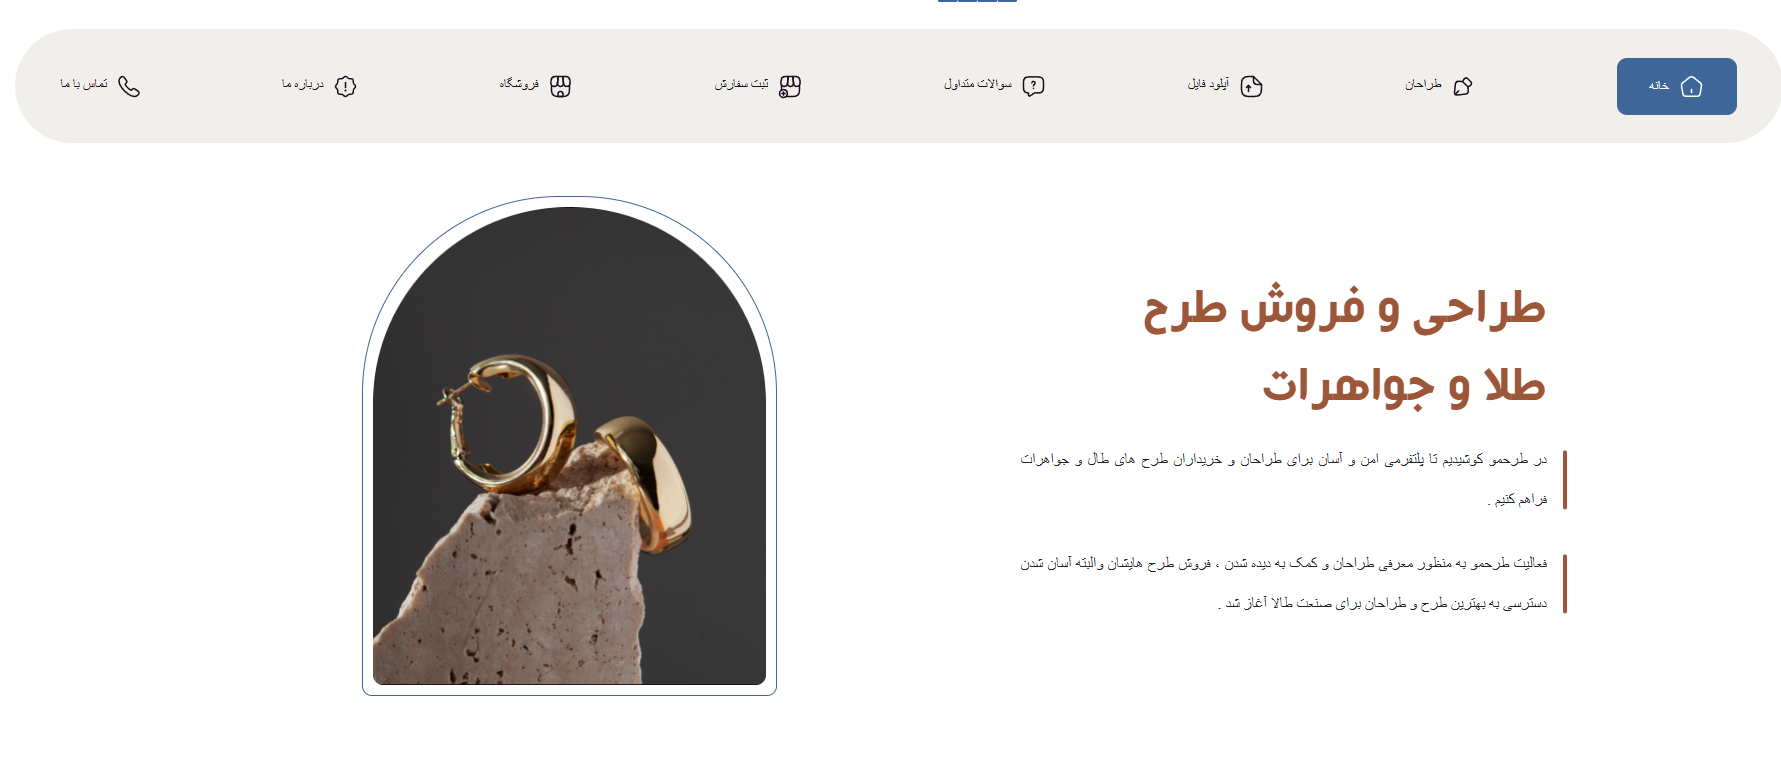 خانه
طراحان
آپلود فایل
سوالات متداول
ثبت سفارش
فروشگاه
درباره ما
تماس با ما
طراحی و فروش طرح
طلا و جواهرات
در طرحمو کوشیدیم تا پلتفرمی امن و آسان برای طراحان و خریداران طرح های طال و جواهرات
فراهم کنیم .
فعالیت طرحمو به منظور معرفی طراحان و کمک به دیده شدن ، فروش طرح هایشان والبته آسان شدن
دسترسی به بهترین طرح و طراحان برای صنعت طالا آغاز شد .